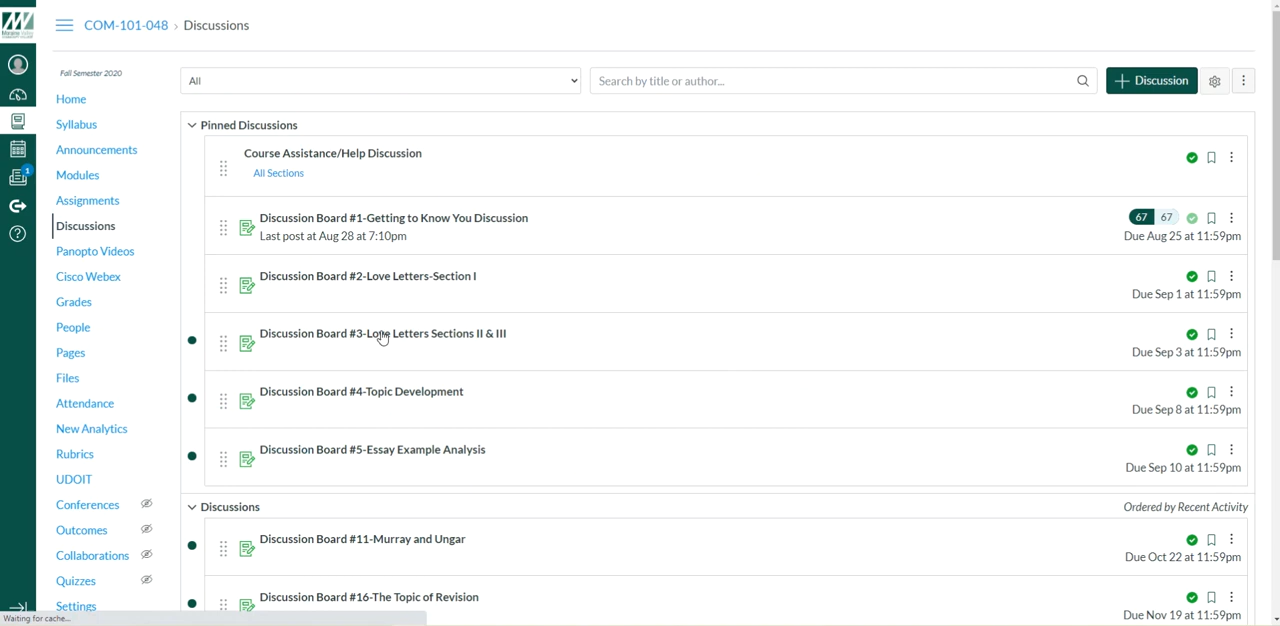 COM-101-048 › Discussions
Fall Semester 2020
Home
Syllabus
Announcements
Modules
Assignments
Discussions
Panopto Videos
Cisco Webex
Grades
People
Pages
Files
Attendance
New Analytics
Rubrics
UDOIT
Conferences
Outcomes
Collaborations
Quizzes
Settings
1
All
Search by title or author...
+ Discussion
Pinned Discussions
Course Assistance/Help Discussion
All Sections
Discussion Board #1-Getting to Know You Discussion
67 67
Last post at Aug 28 at 7:10pm
Due Aug 25 at 11:59pm
Discussion Board #2-Love Letters-Section I
Due Sep 1 at 11:59pm
Discussion Board #3-Love Letters Sections II & III
Due Sep 3 at 11:59pm
Discussion Board #4-Topic Development
Due Sep 8 at 11:59pm
Discussion Board #5-Essay Example Analysis
Due Sep 10 at 11:59pm
Discussions
Ordered by Recent Activity
Discussion Board #11-Murray and Ungar
Due Oct 22 at 11:59pm
Discussion Board #16-The Topic of Revision
Due Nov 19 at 11:59pm
Waiting for cache...